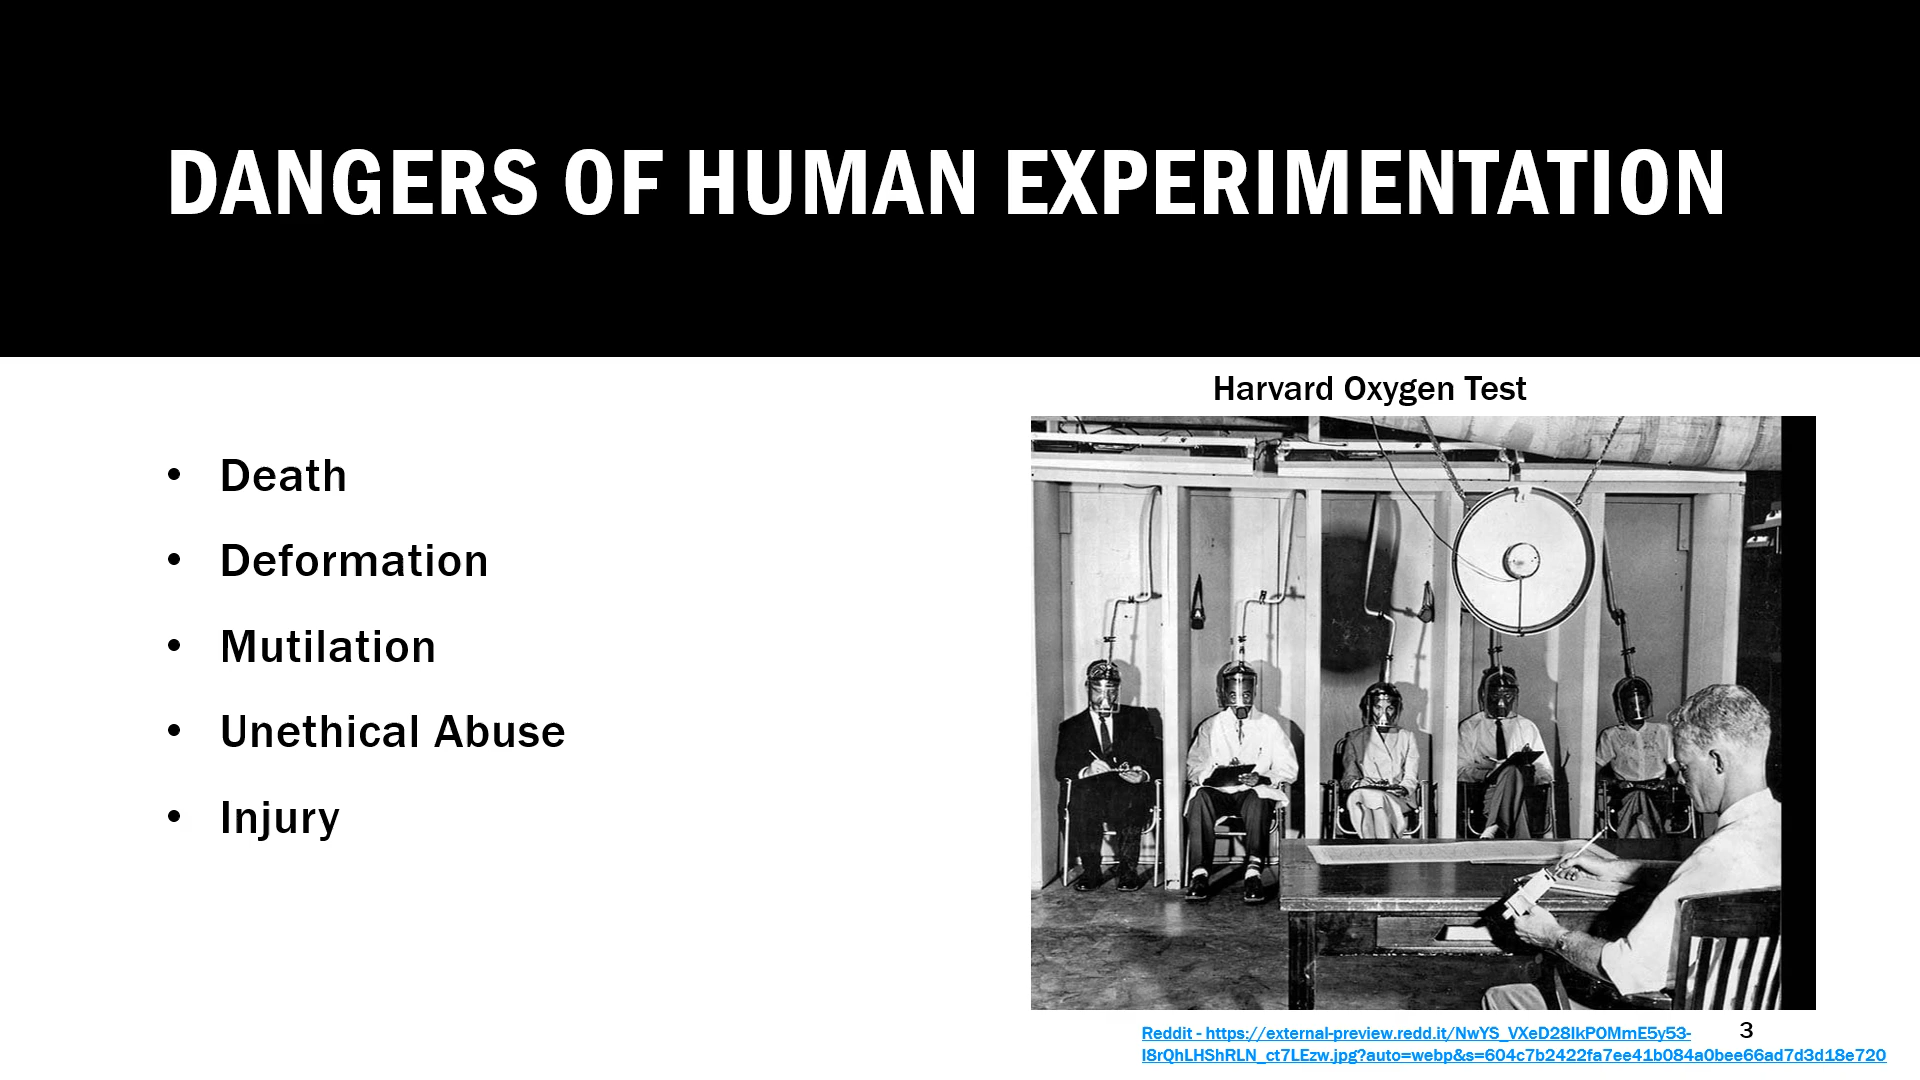 DANGERS OF HUMAN EXPERIMENTATION
Harvard Oxygen Test
• Death
• Deformation
• Mutilation
• Unethical Abuse
• Injury
Reddit - https://external-preview.redd.it/NwYS_VXeD28IkP0MmE5y53-
I8rQhLHShRLN_ct7LEzw.jpg?auto=webp&s=604c7b2422fa7ee41b084a0bee66ad7d3d18e720
3